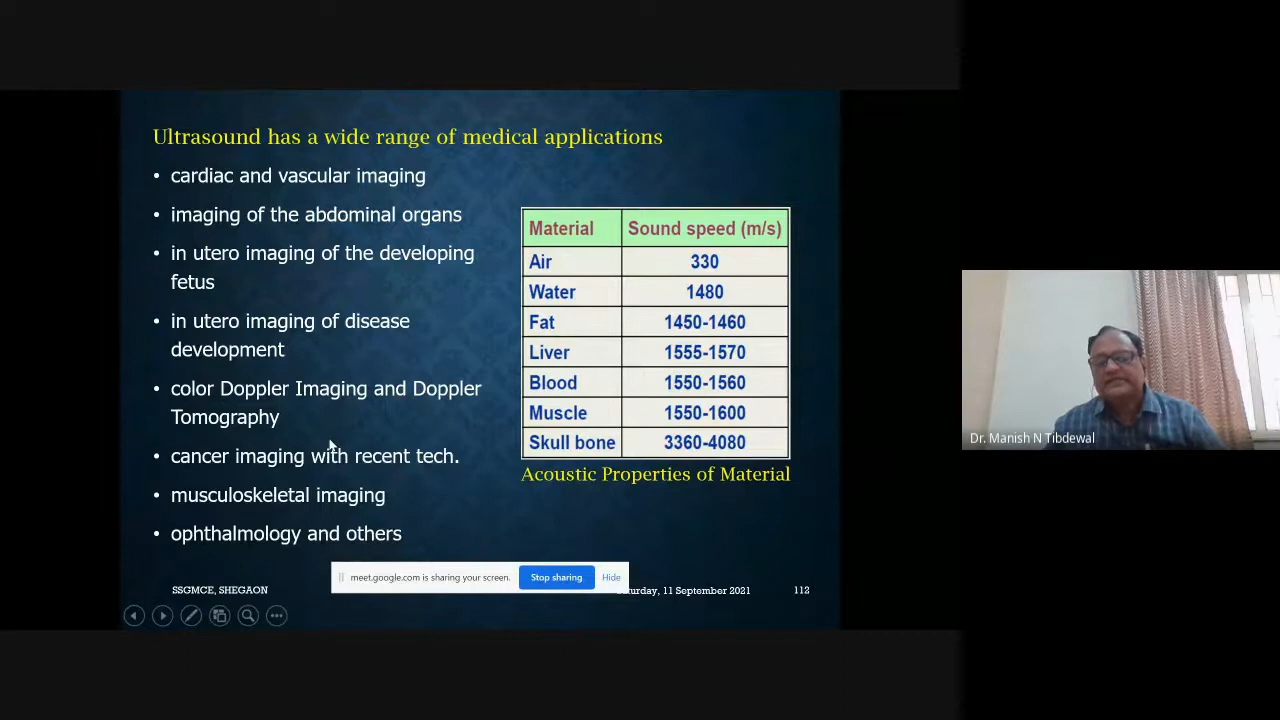 Ultrasound has a wide range of medical applications
• cardiac and vascular imaging
• imaging of the abdominal organs
• in utero imaging of the developing
fetus
• in utero imaging of disease
development
• color Doppler Imaging and Doppler
Tomography
• cancer imaging with recent tech.
• musculoskeletal imaging
• ophthalmology and others
Material Sound speed (m/s)
Air 330
Water 1480
Fat 1450-1460
Liver 1555-1570
Blood 1550-1560
Muscle 1550-1600
Skull bone 3360-4080
Acoustic Properties of Material
meet.google.com is sharing your screen. Stop sharing Hide
SSGMCE, SHEGAON
11 September 2021
112
Dr. Manish N Tibdewal